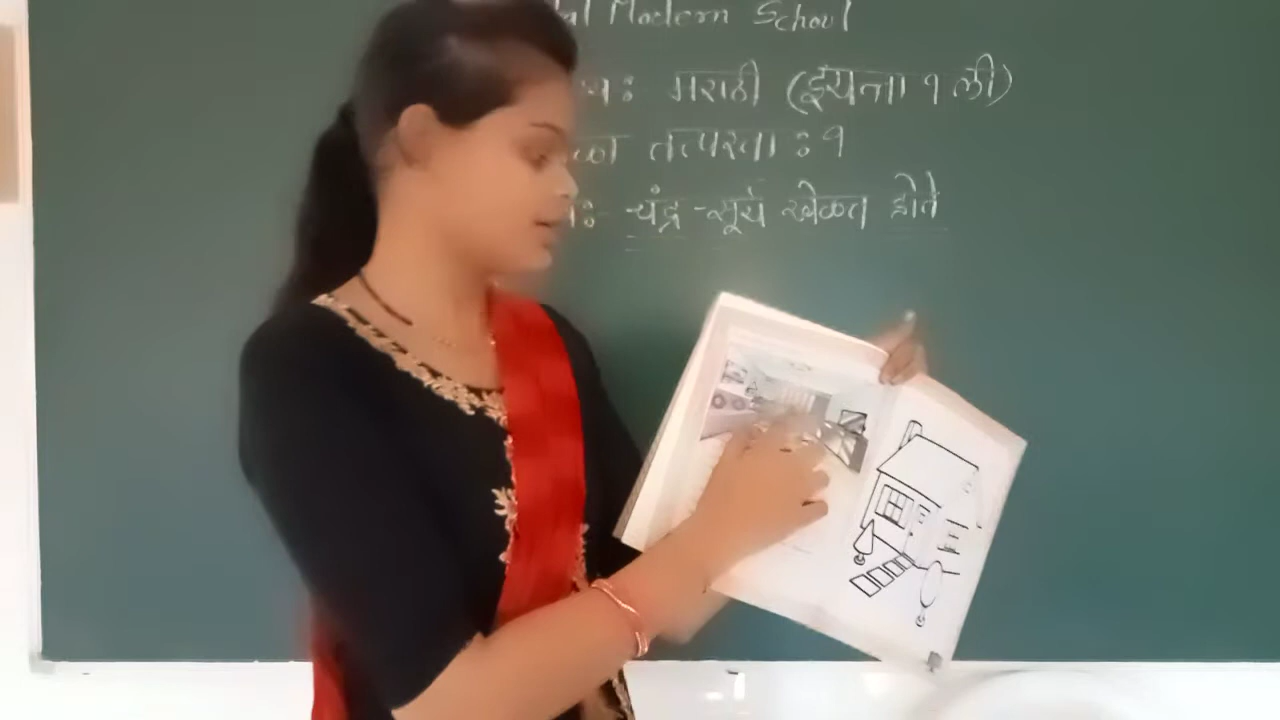 Modern School
मराठी (इयत्ता १ ली)
तत्परता : १
चंद्र-सूर्य खेळत होते